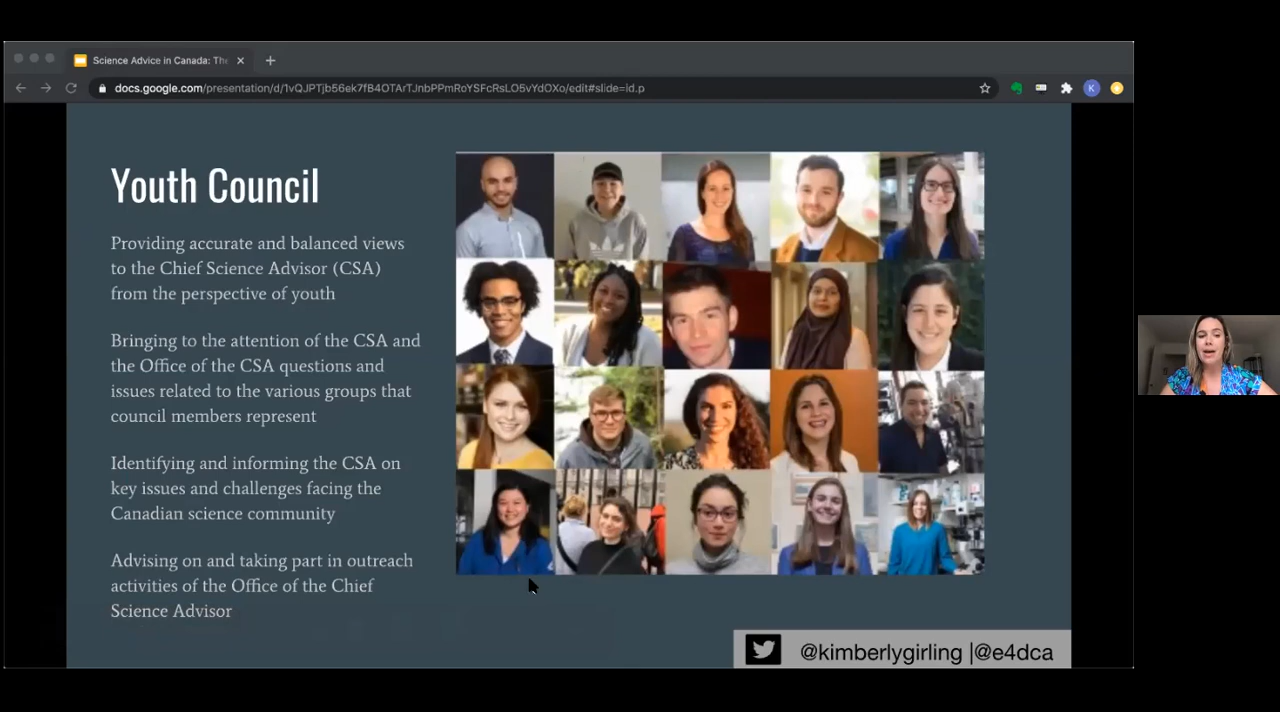 Science Advice in Canada: The
docs.google.com/presentation/d/1vQJPTjb56ek7fB4OTArTJnbPPmRoYSFcRsLO5vYdOXo/edit#slide=id.p
K
Youth Council
Providing accurate and balanced views
to the Chief Science Advisor (CSA)
from the perspective of youth
Bringing to the attention of the CSA and
the Office of the CSA questions and
issues related to the various groups that
council members represent
Identifying and informing the CSA on
key issues and challenges facing the
Canadian science community
Advising on and taking part in outreach
activities of the Office of the Chief
Science Advisor
@kimberlygirling |@e4dca